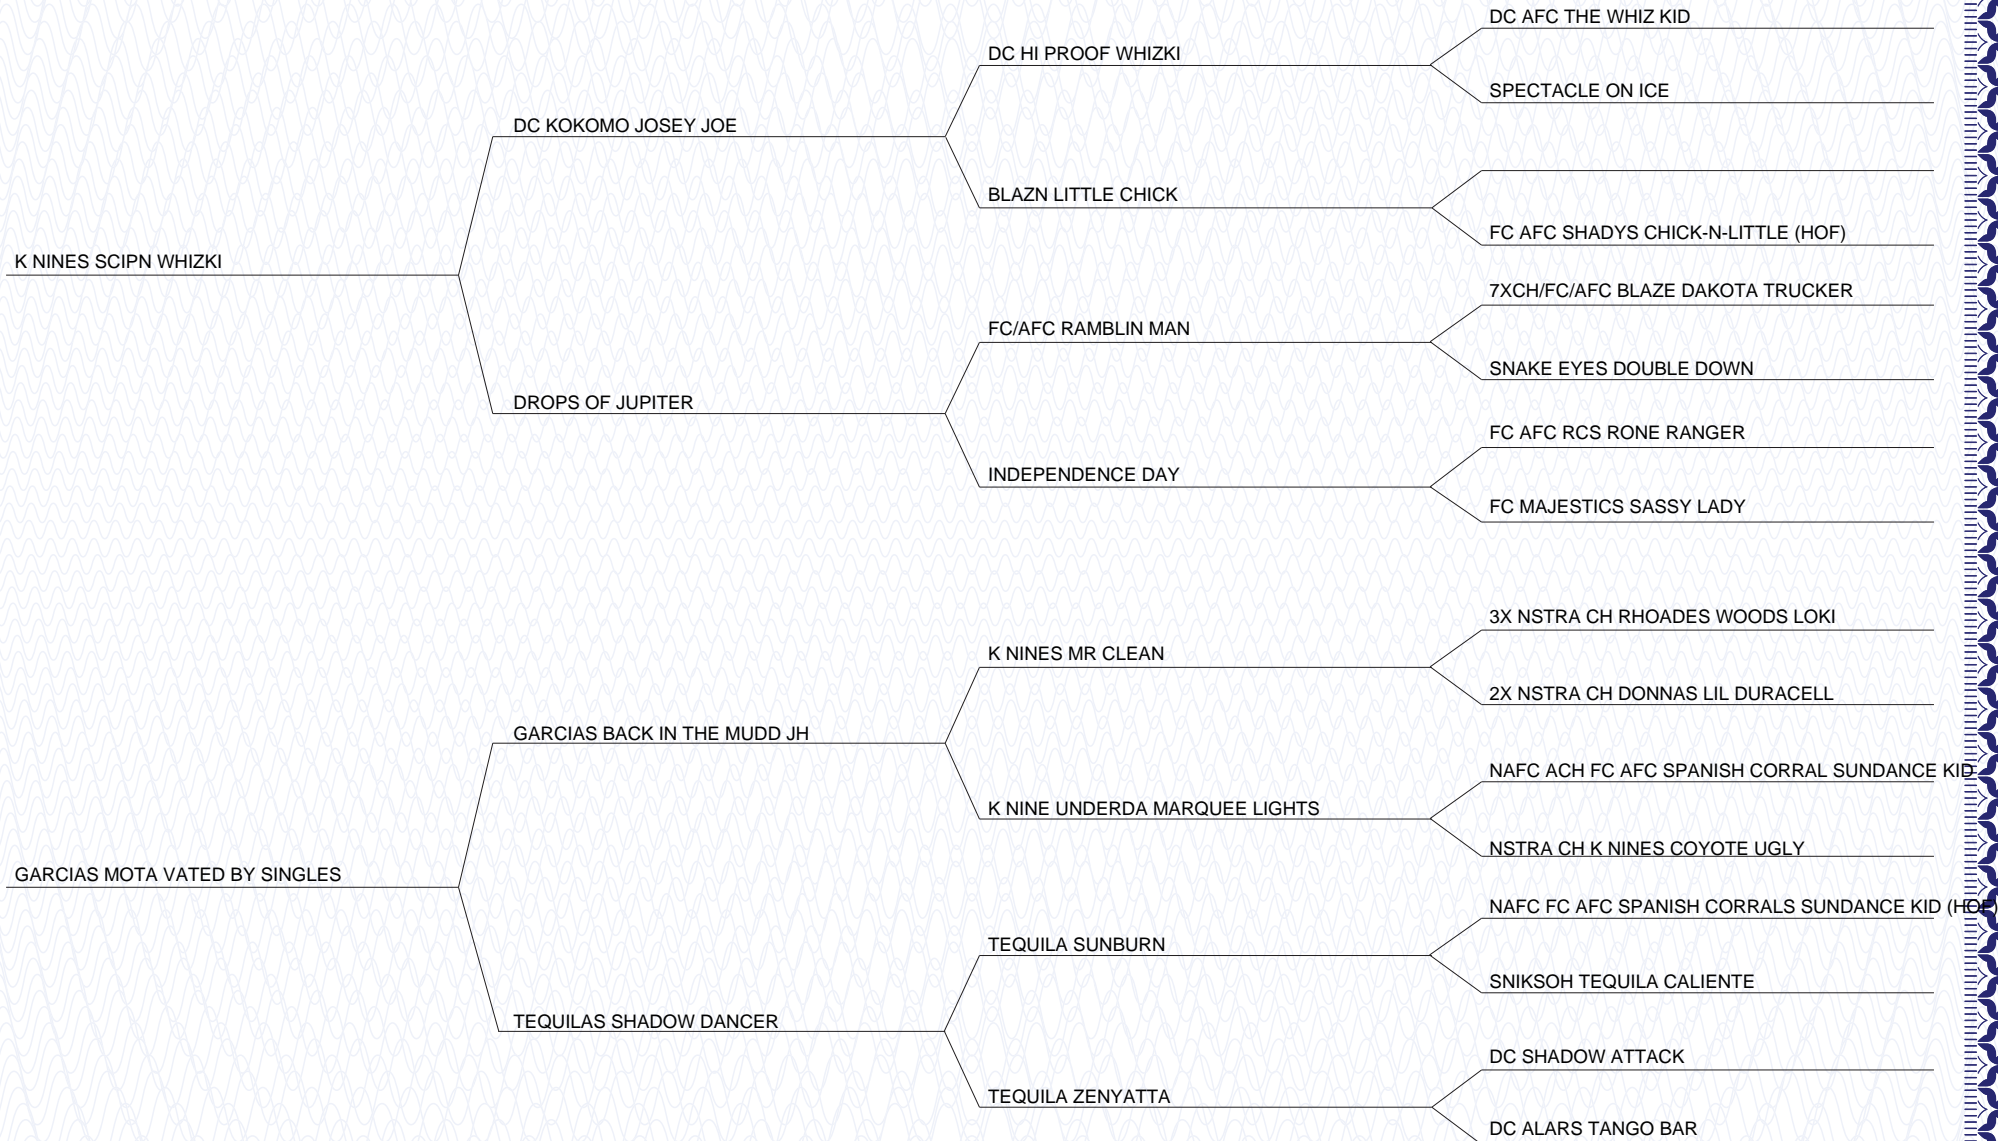 DC AFC THE WHIZ KID
DC HI PROOF WHIZKI
SPECTACLE ON ICE
DC KOKOMO JOSEY JOE
BLAZN LITTLE CHICK
FC AFC SHADYS CHICK-N-LITTLE (HOF)
K NINES SCIPN WHIZKI
7XCH/FC/AFC BLAZE DAKOTA TRUCKER
FC/AFC RAMBLIN MAN
SNAKE EYES DOUBLE DOWN
DROPS OF JUPITER
FC AFC RCS RONE RANGER
INDEPENDENCE DAY
FC MAJESTICS SASSY LADY
3X NSTRA CH RHOADES WOODS LOKI
K NINES MR CLEAN
2X NSTRA CH DONNAS LIL DURACELL
GARCIAS BACK IN THE MUDD JH
NAFC ACH FC AFC SPANISH CORRAL SUNDANCE KID
K NINE UNDERDA MARQUEE LIGHTS
NSTRA CH K NINES COYOTE UGLY
GARCIAS MOTA VATED BY SINGLES
NAFC FC AFC SPANISH CORRALS SUNDANCE KID (HOF)
TEQUILA SUNBURN
SNIKSOH TEQUILA CALIENTE
TEQUILAS SHADOW DANCER
DC SHADOW ATTACK
TEQUILA ZENYATTA
DC ALARS TANGO BAR